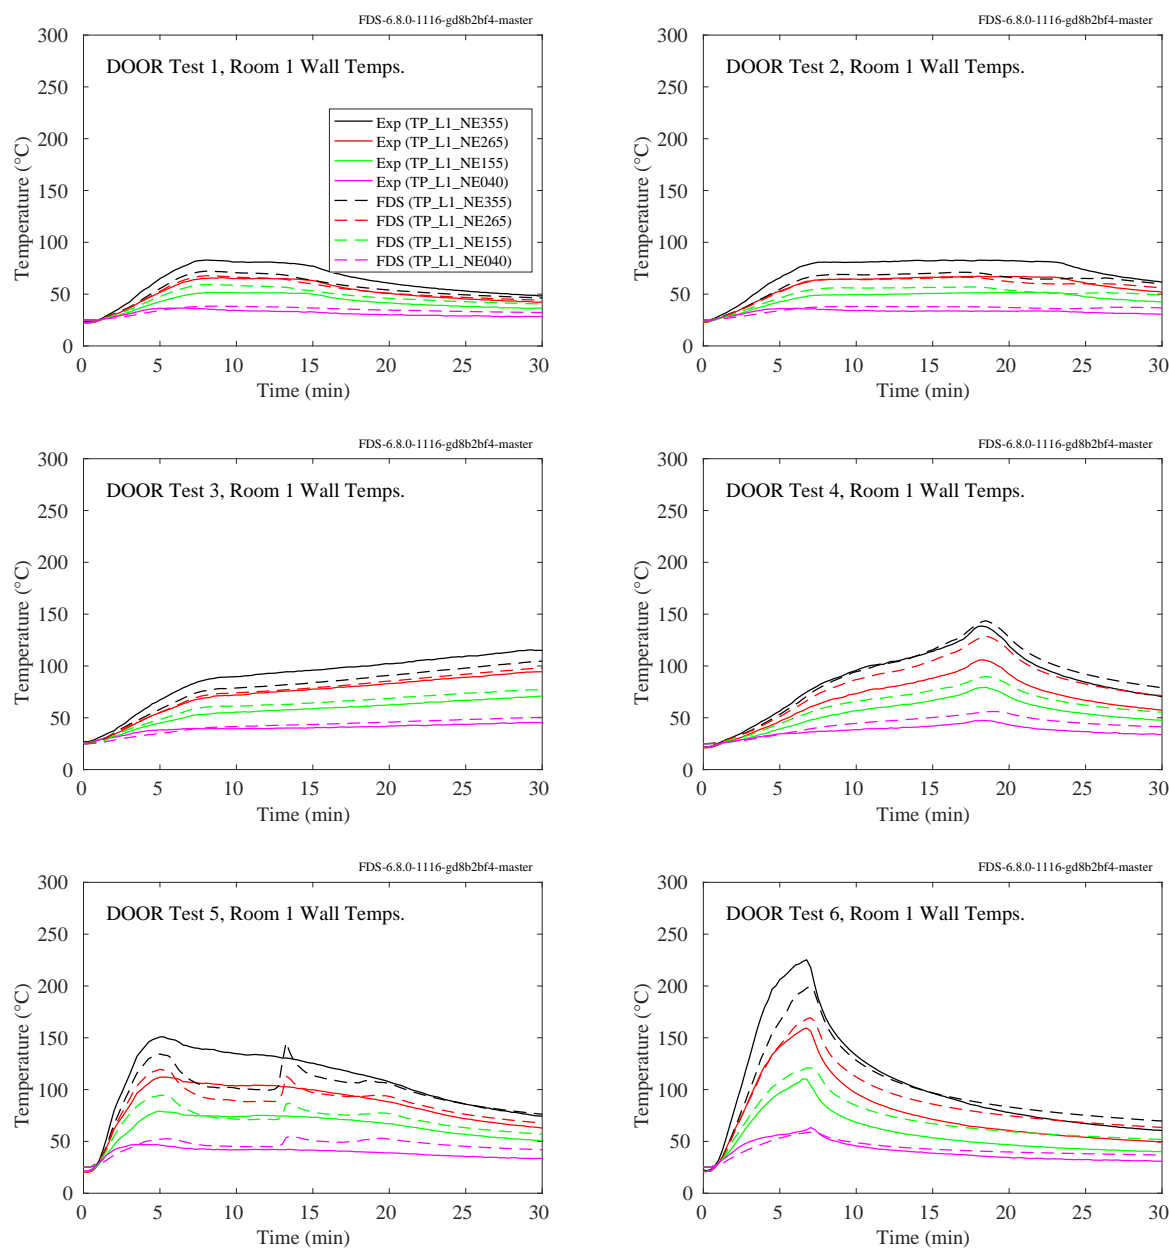 FDS-6.8.0-1116-gd8b2bf4-master
DOOR Test 1, Room 1 Wall Temps.
Exp (TP_L1_NE355)
Exp (TP_L1_NE265)
Exp (TP_L1_NE155)
Exp (TP_L1_NE040)
FDS (TP_L1_NE355)
FDS (TP_L1_NE265)
FDS (TP_L1_NE155)
FDS (TP_L1_NE040)
Temperature (°C)
300
250
200
150
100
50
0
0 5 10 15 20 25 30
Time (min)
FDS-6.8.0-1116-gd8b2bf4-master
DOOR Test 2, Room 1 Wall Temps.
Temperature (°C)
300
250
200
150
100
50
0
0 5 10 15 20 25 30
Time (min)
FDS-6.8.0-1116-gd8b2bf4-master
DOOR Test 3, Room 1 Wall Temps.
Temperature (°C)
300
250
200
150
100
50
0
0 5 10 15 20 25 30
Time (min)
FDS-6.8.0-1116-gd8b2bf4-master
DOOR Test 4, Room 1 Wall Temps.
Temperature (°C)
300
250
200
150
100
50
0
0 5 10 15 20 25 30
Time (min)
FDS-6.8.0-1116-gd8b2bf4-master
DOOR Test 5, Room 1 Wall Temps.
Temperature (°C)
300
250
200
150
100
50
0
0 5 10 15 20 25 30
Time (min)
FDS-6.8.0-1116-gd8b2bf4-master
DOOR Test 6, Room 1 Wall Temps.
Temperature (°C)
300
250
200
150
100
50
0
0 5 10 15 20 25 30
Time (min)